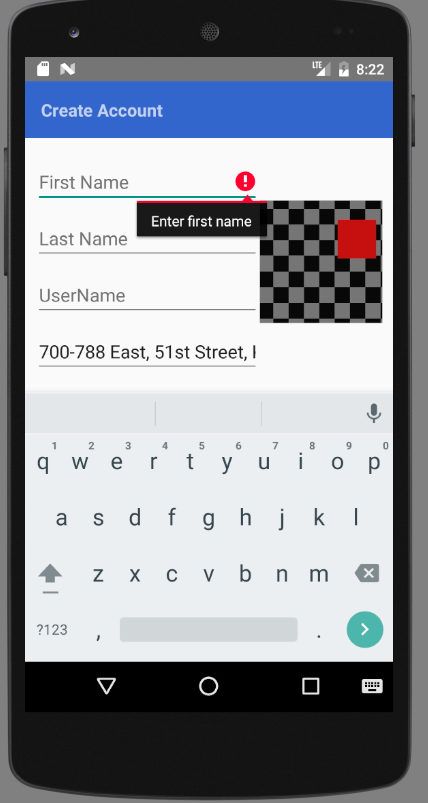 LTE 8:22
Create Account
First Name
Enter first name
Last Name
UserName
700-788 East, 51st Street,
1 2 3 4 5 6 7 8 9 0
q w e r t y u i o p
a s d f g h j k l
z x c v b n m
?123 , .